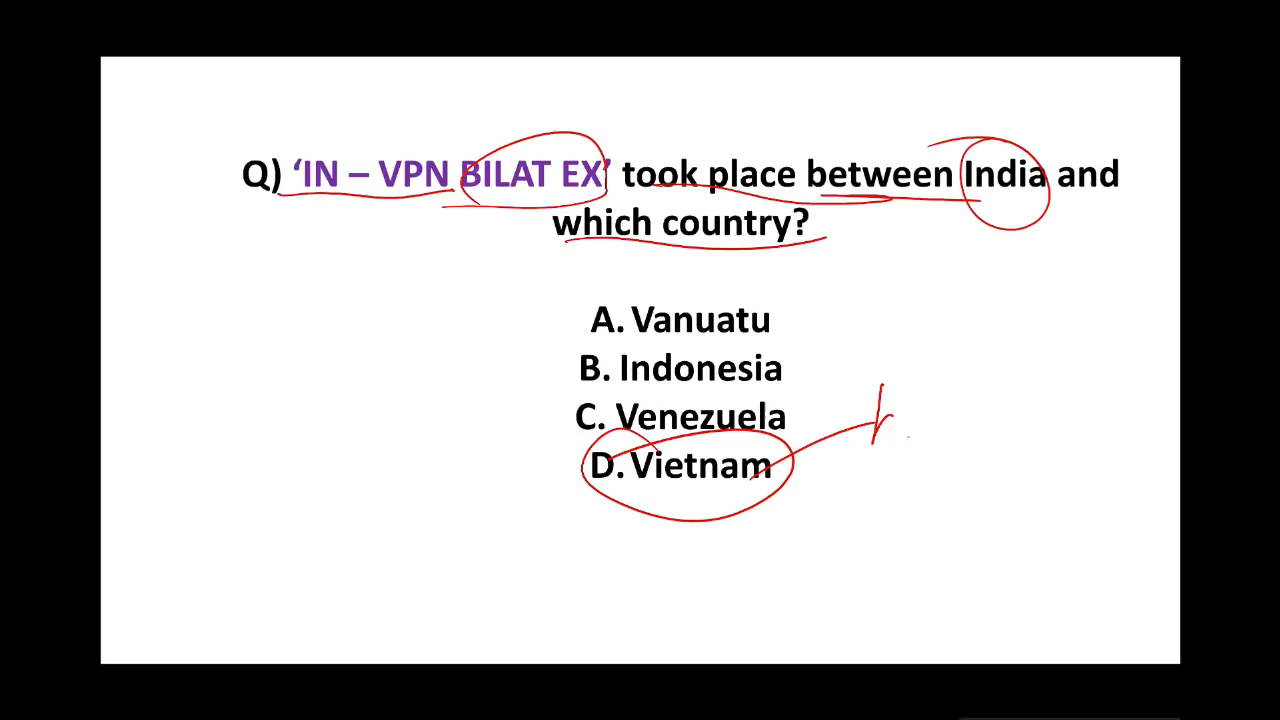 Q) ‘IN – VPN BILAT EX’ took place between India and
which country?
A. Vanuatu
B. Indonesia
C. Venezuela
D. Vietnam